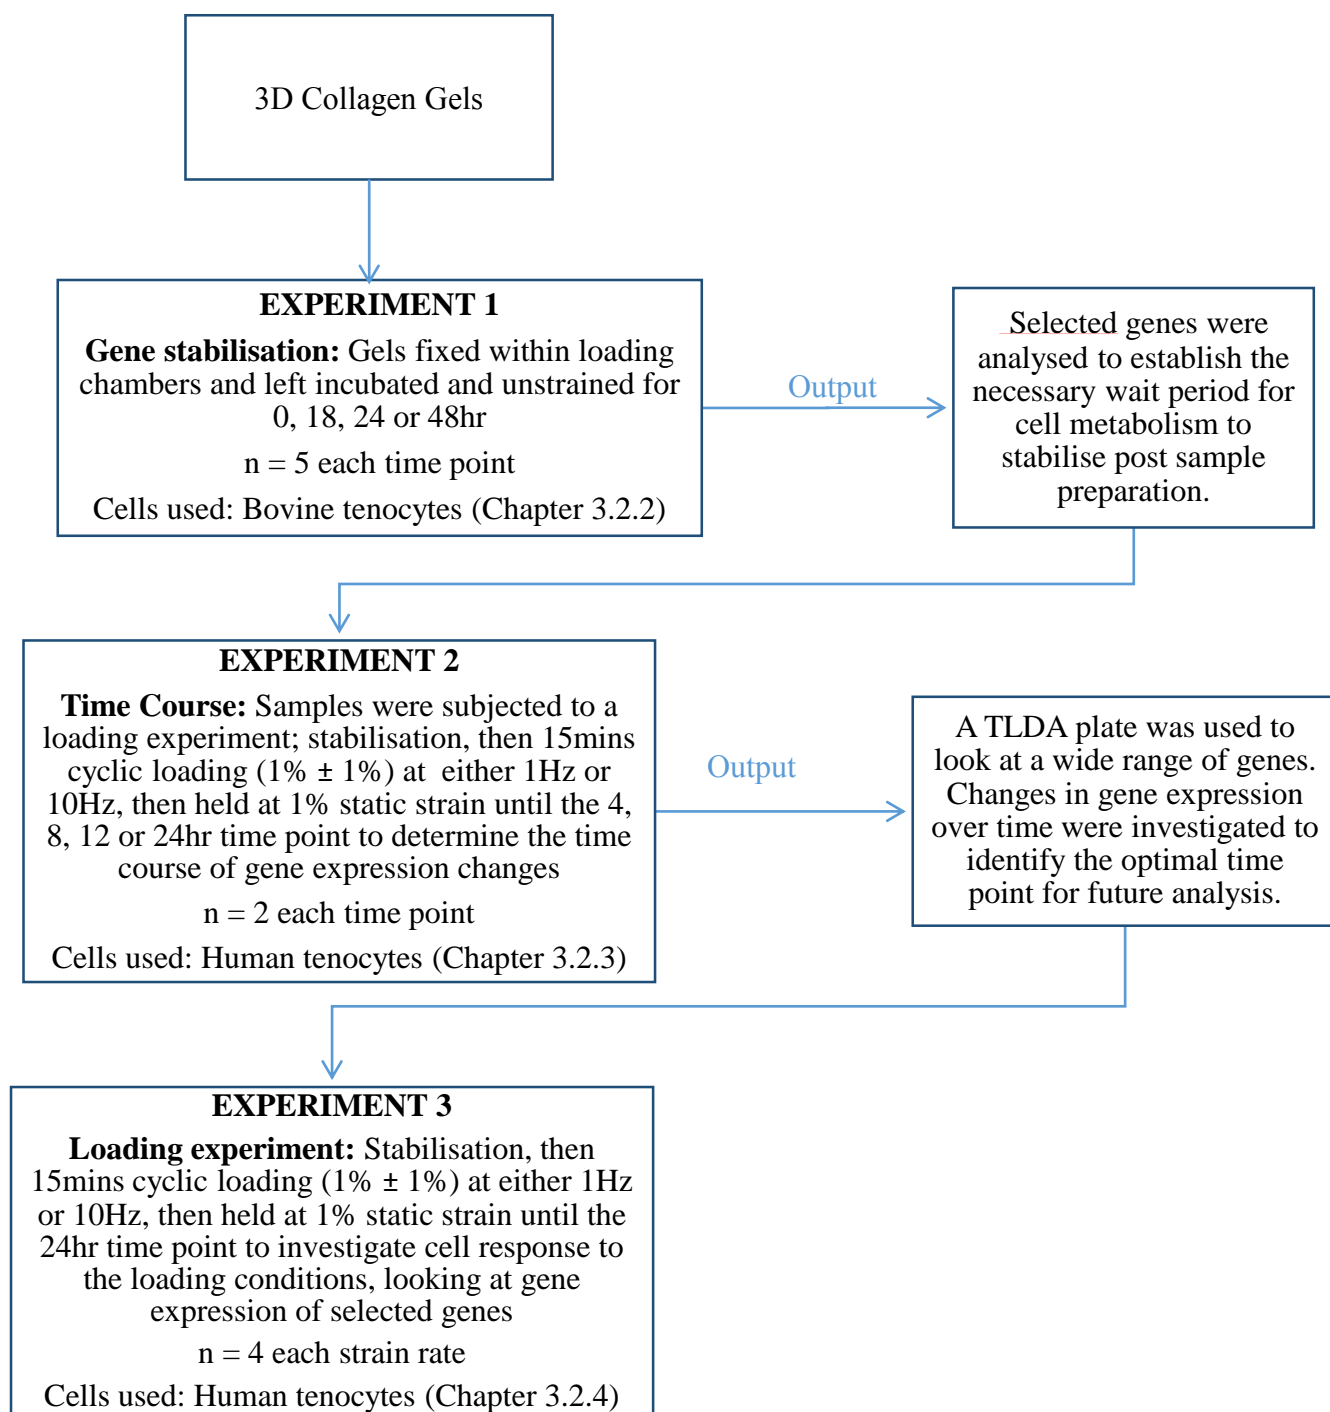 3D Collagen Gels
EXPERIMENT 1
Gene stabilisation: Gels fixed within loading
chambers and left incubated and unstrained for
0, 18, 24 or 48hr
n = 5 each time point
Cells used: Bovine tenocytes (Chapter 3.2.2)
Output
Selected genes were
analysed to establish the
necessary wait period for
cell metabolism to
stabilise post sample
preparation.
EXPERIMENT 2
Time Course: Samples were subjected to a
loading experiment; stabilisation, then 15mins
cyclic loading (1% ± 1%) at either 1Hz or
10Hz, then held at 1% static strain until the 4,
8, 12 or 24hr time point to determine the time
course of gene expression changes
n = 2 each time point
Cells used: Human tenocytes (Chapter 3.2.3)
Output
A TLDA plate was used to
look at a wide range of genes.
Changes in gene expression
over time were investigated to
identify the optimal time
point for future analysis.
EXPERIMENT 3
Loading experiment: Stabilisation, then
15mins cyclic loading (1% ± 1%) at either 1Hz
or 10Hz, then held at 1% static strain until the
24hr time point to investigate cell response to
the loading conditions, looking at gene
expression of selected genes
n = 4 each strain rate
Cells used: Human tenocytes (Chapter 3.2.4)